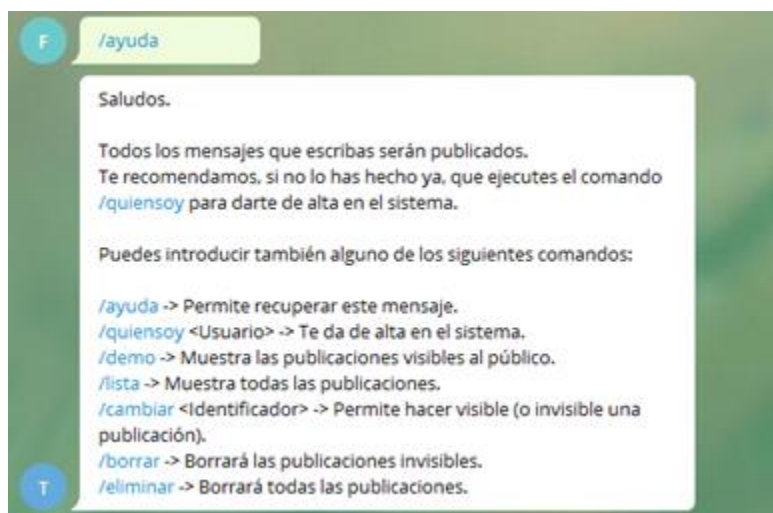 F
/ayuda
Saludos.
Todos los mensajes que escribas serán publicados.
Te recomendamos, si no lo has hecho ya, que ejecutes el comando
/quiensoy para darte de alta en el sistema.
Puedes introducir también alguno de los siguientes comandos:
/ayuda -> Permite recuperar este mensaje.
/quiensoy <Usuario> -> Te da de alta en el sistema.
/demo -> Muestra las publicaciones visibles al público.
/lista -> Muestra todas las publicaciones.
/cambiar <Identificador> -> Permite hacer visible (o invisible una
publicación).
/borrar -> Borrará las publicaciones invisibles.
/eliminar -> Borrará todas las publicaciones.
T